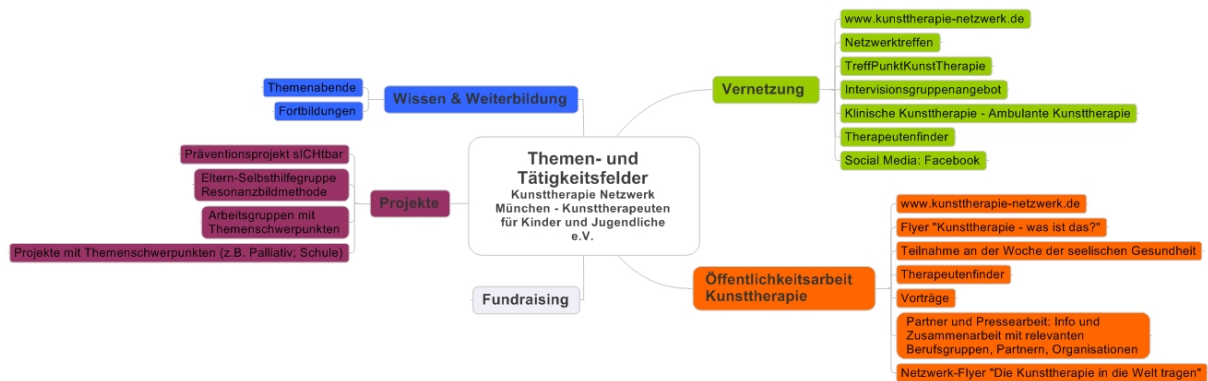 Themen- und
Tätigkeitsfelder
Kunsttherapie Netzwerk
München - Kunsttherapeuten
für Kinder und Jugendliche
e.V.
Wissen & Weiterbildung
Themenabende
Fortbildungen
Projekte
Präventionsprojekt s!CHtbar
Eltern-Selbsthilfegruppe
Resonanzbildmethode
Arbeitsgruppen mit
Themenschwerpunkten
Projekte mit Themenschwerpunkten (z.B. Palliativ; Schule)
Fundraising
Vernetzung
www.kunsttherapie-netzwerk.de
Netzwerktreffen
TreffPunktKunstTherapie
Intervisionsgruppenangebot
Klinische Kunsttherapie - Ambulante Kunsttherapie
Therapeutenfinder
Social Media: Facebook
Öffentlichkeitsarbeit
Kunsttherapie
www.kunsttherapie-netzwerk.de
Flyer "Kunsttherapie - was ist das?"
Teilnahme an der Woche der seelischen Gesundheit
Therapeutenfinder
Vorträge
Partner und Pressearbeit: Info und
Zusammenarbeit mit relevanten
Berufsgruppen, Partnern, Organisationen
Netzwerk-Flyer "Die Kunsttherapie in die Welt tragen"